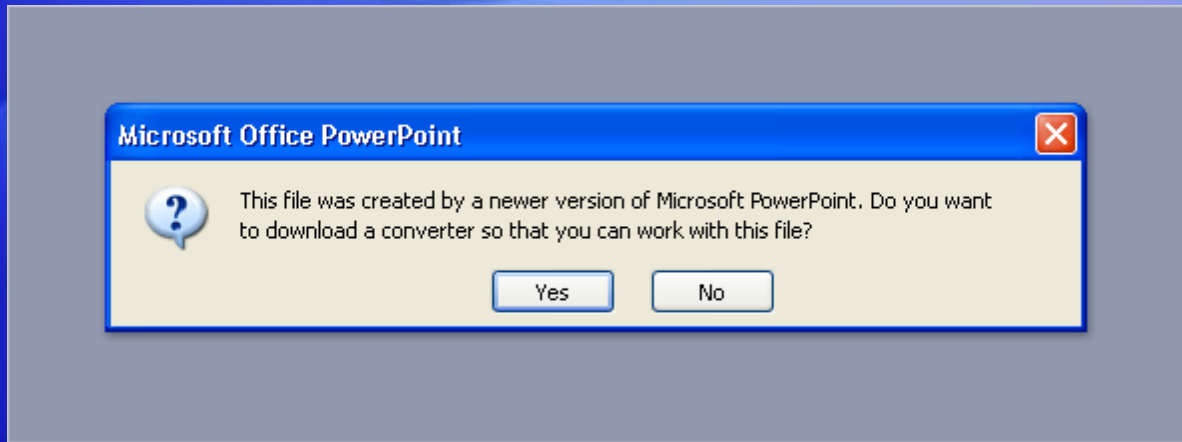 Microsoft Office PowerPoint
This file was created by a newer version of Microsoft PowerPoint. Do you want
to download a converter so that you can work with this file?
Yes No